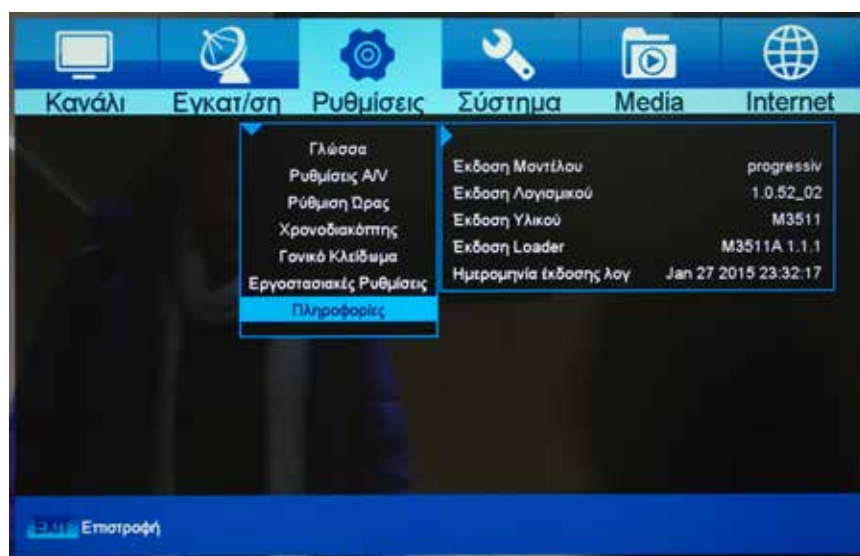 Κανάλι Εγκατ/ση Ρυθμίσεις Σύστημα Media Internet
Γλώσσα
Ρυθμίσεις A/V
Ρύθμιση Ώρας
Χρονοδιακόπτης
Γονικό Κλείδωμα
Εργοστασιακές Ρυθμίσεις
Πληροφορίες
Έκδοση Μοντέλου progressiv
Έκδοση Λογισμικού 1.0.52_02
Έκδοση Υλικού M3511
Έκδοση Loader M3511A 1.1.1
Ημερομηνία έκδοσης λογ Jan 27 2015 23:32:17
EXIT Επιστροφή